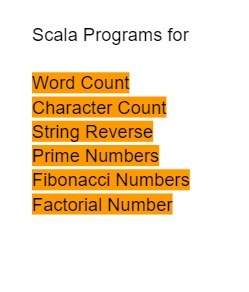 Scala Programs for
Word Count
Character Count
String Reverse
Prime Numbers
Fibonacci Numbers
Factorial Number